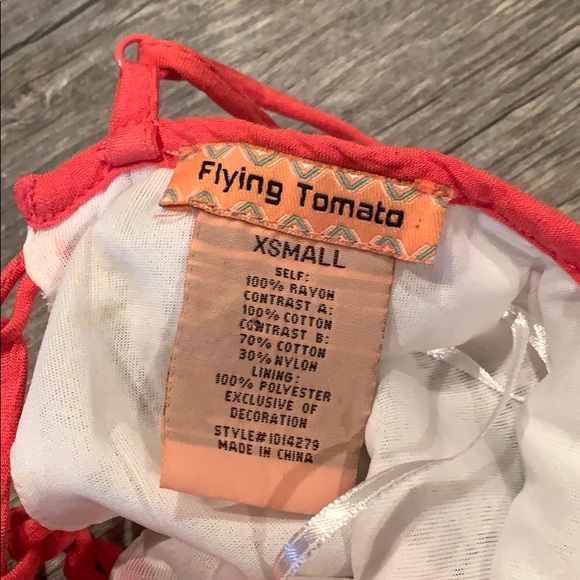 Flying Tomato
XSMALL
SELF:
100% RAYON
CONTRAST A:
100% COTTON
CONTRAST B:
70% COTTON
30% NYLON
LINING:
100% POLYESTER
EXCLUSIVE OF
DECORATION
STYLE#ID14279
MADE IN CHINA